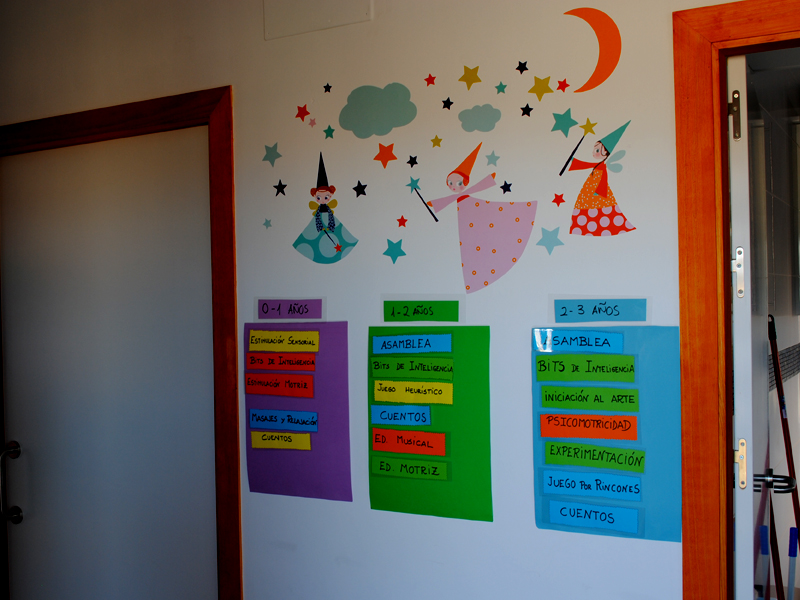 0-1 AÑOS
ESTIMULACIÓN SENSORIAL
BITS DE INTELIGENCIA
ESTIMULACIÓN MOTRIZ
MASAJES Y RELAJACIÓN
CUENTOS
1-2 AÑOS
ASAMBLEA
BITS DE INTELIGENCIA
JUEGO HEURÍSTICO
CUENTOS
ED. MUSICAL
ED. MOTRIZ
2-3 AÑOS
ASAMBLEA
BITS DE INTELIGENCIA
INICIACIÓN AL ARTE
PSICOMOTRICIDAD
EXPERIMENTACIÓN
JUEGO POR RINCONES
CUENTOS